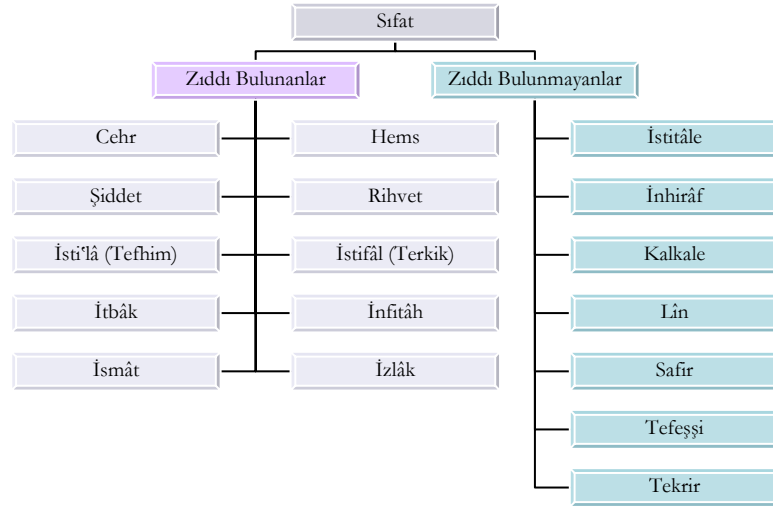 Sıfat
Zıddı Bulunanlar
Zıddı Bulunmayanlar
Cehr
Hems
İstitâle
Şiddet
Rihvet
İnhirâf
İsti'lâ (Tefhim)
İstifâl (Terkik)
Kalkale
İtbâk
İnfitâh
Lîn
İsmât
İzlâk
Safir
Tefeşşi
Tekrir